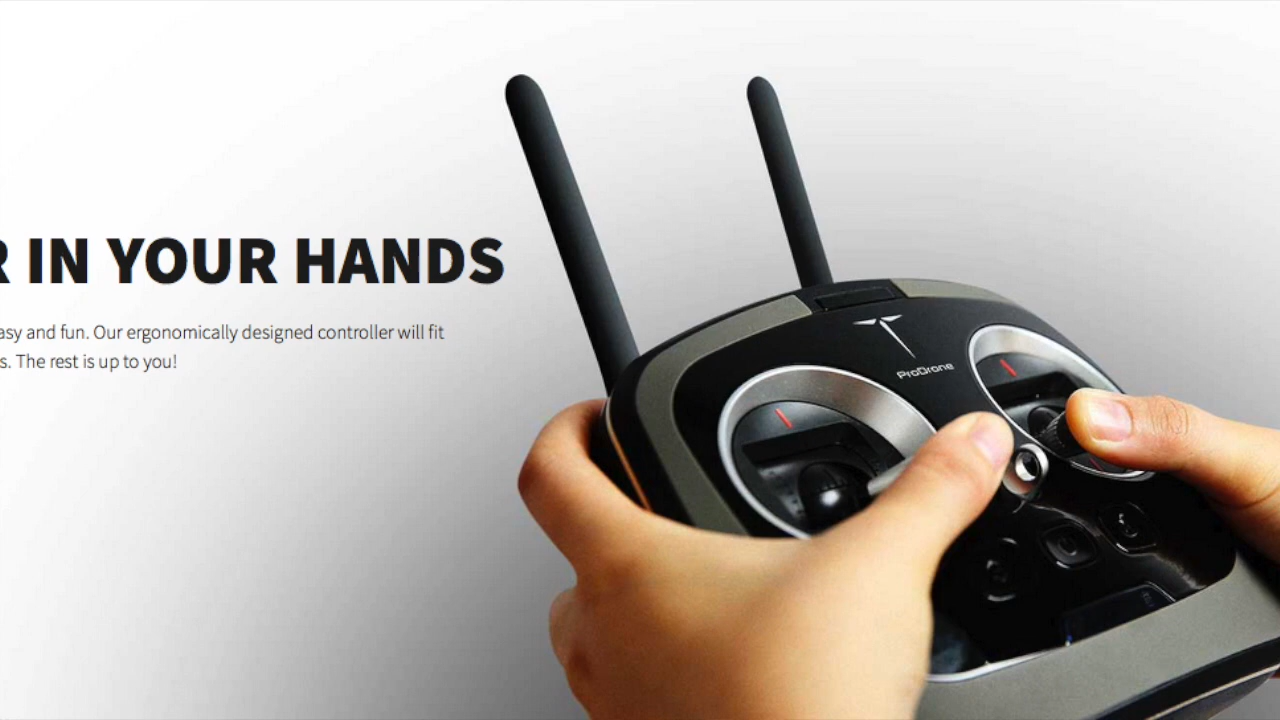 R IN YOUR HANDS
asy and fun. Our ergonomically designed controller will fit
s. The rest is up to you!
ProDrone